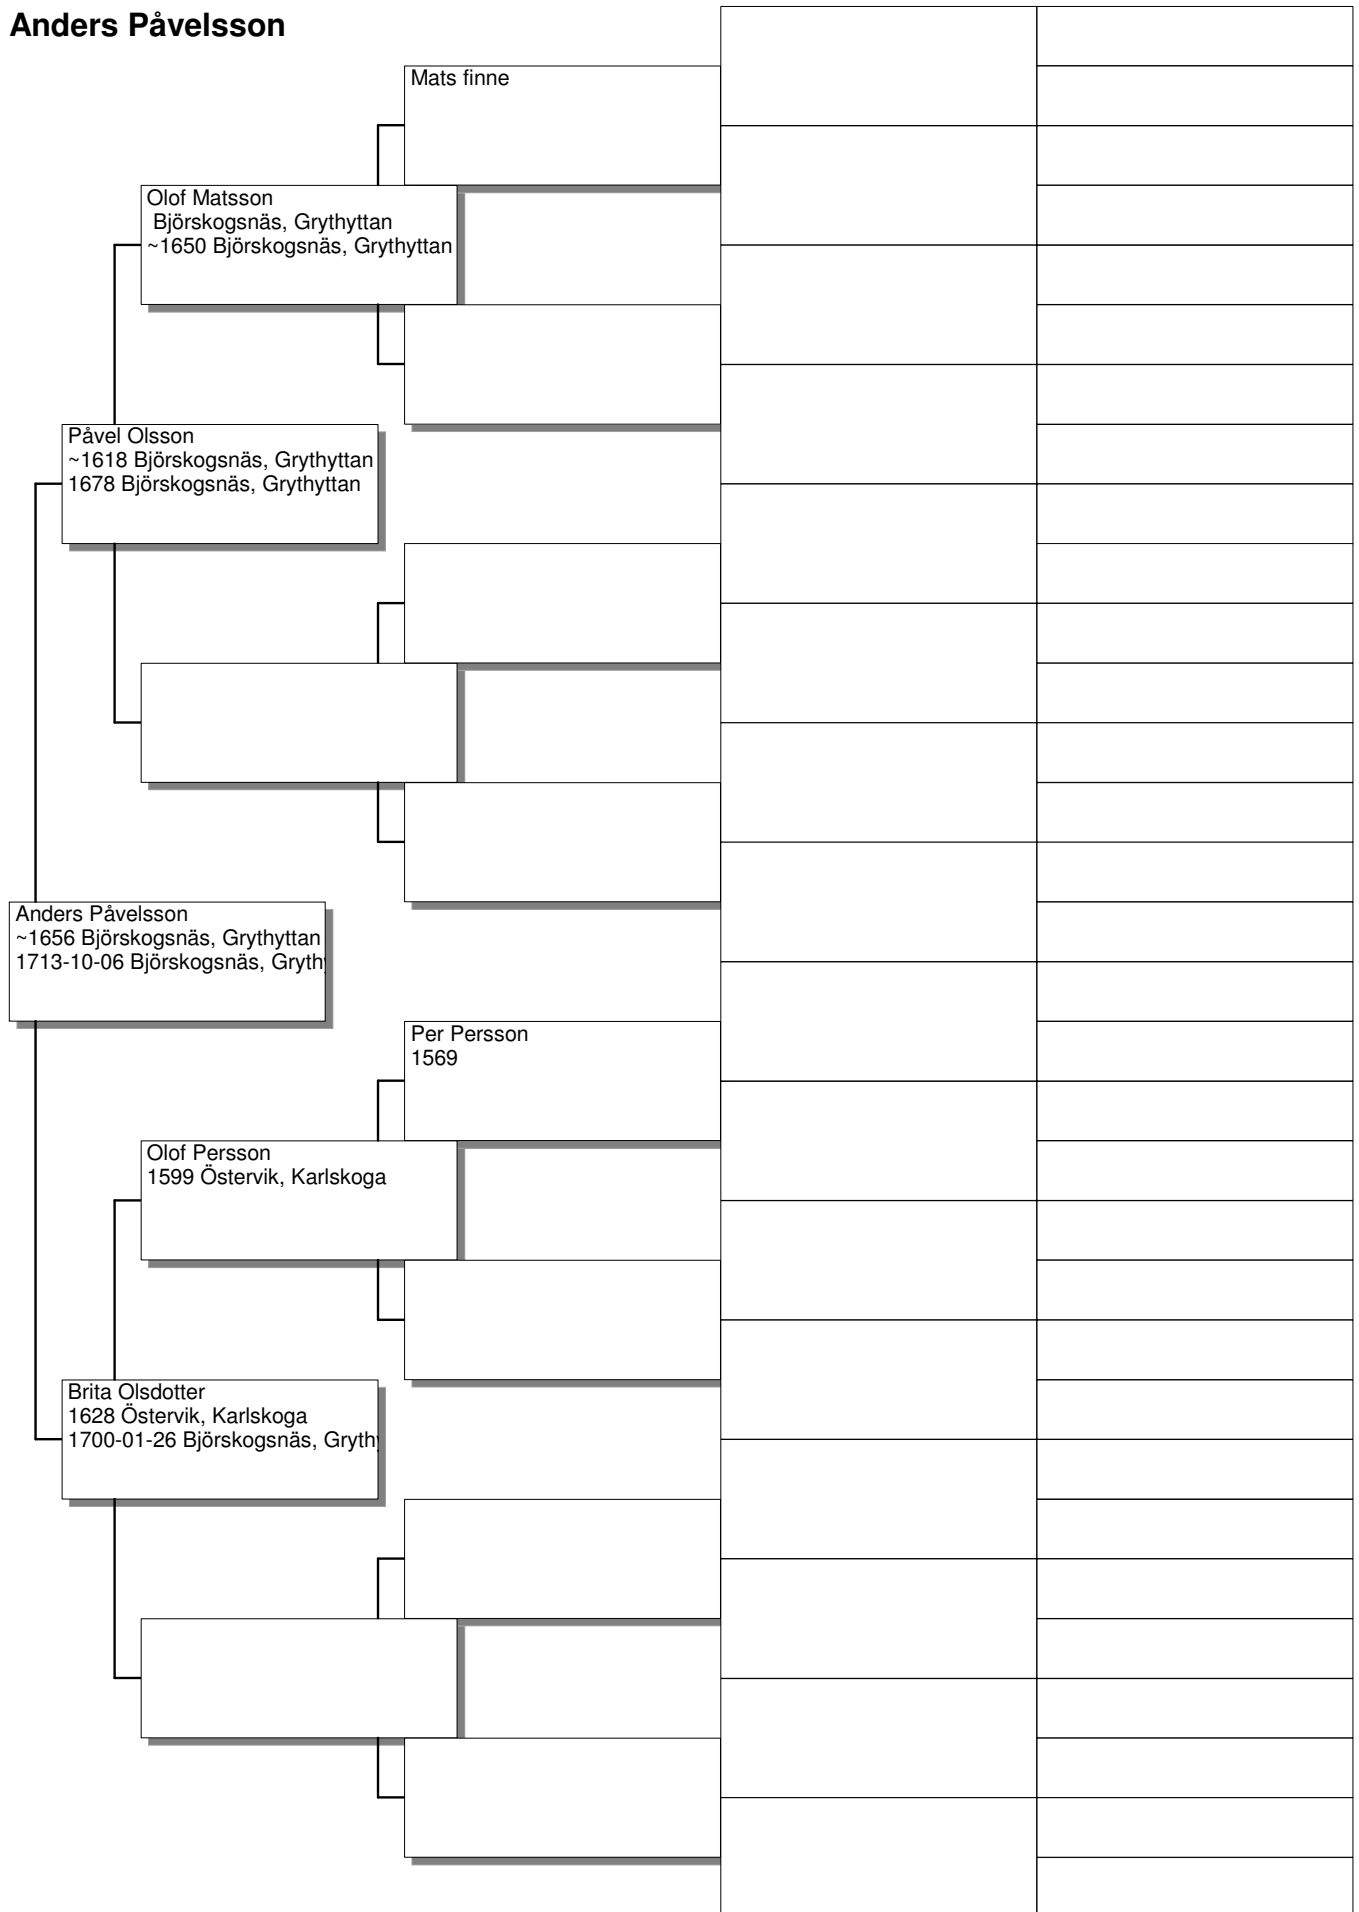 Anders Påvelsson
Mats finne
Olof Matsson
Björskogsnäs, Grythyttan
~1650 Björskogsnäs, Grythyttan
Påvel Olsson
~1618 Björskogsnäs, Grythyttan
1678 Björskogsnäs, Grythyttan
Anders Påvelsson
~1656 Björskogsnäs, Grythyttan
1713-10-06 Björskogsnäs, Gryth
Per Persson
1569
Olof Persson
1599 Östervik, Karlskoga
Brita Olsdotter
1628 Östervik, Karlskoga
1700-01-26 Björskogsnäs, Gryth